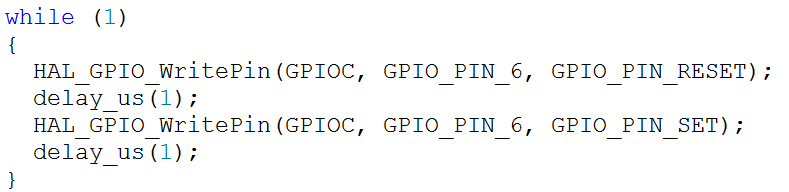 while (1)
{
  HAL_GPIO_WritePin(GPIOC, GPIO_PIN_6, GPIO_PIN_RESET);
  delay_us(1);
  HAL_GPIO_WritePin(GPIOC, GPIO_PIN_6, GPIO_PIN_SET);
  delay_us(1);
}